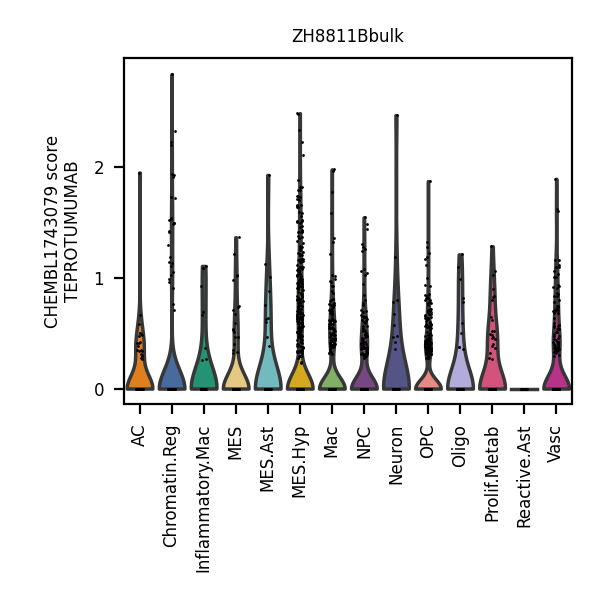 ZH8811Bbulk
CHEMBL1743079 score
TEPROTUMUMAB
2
1
0
AC
Chromatin.Reg
Inflammatory.Mac
MES
MES.Ast
MES.Hyp
Mac
NPC
Neuron
OPC
Oligo
Prolif.Metab
Reactive.Ast
Vasc